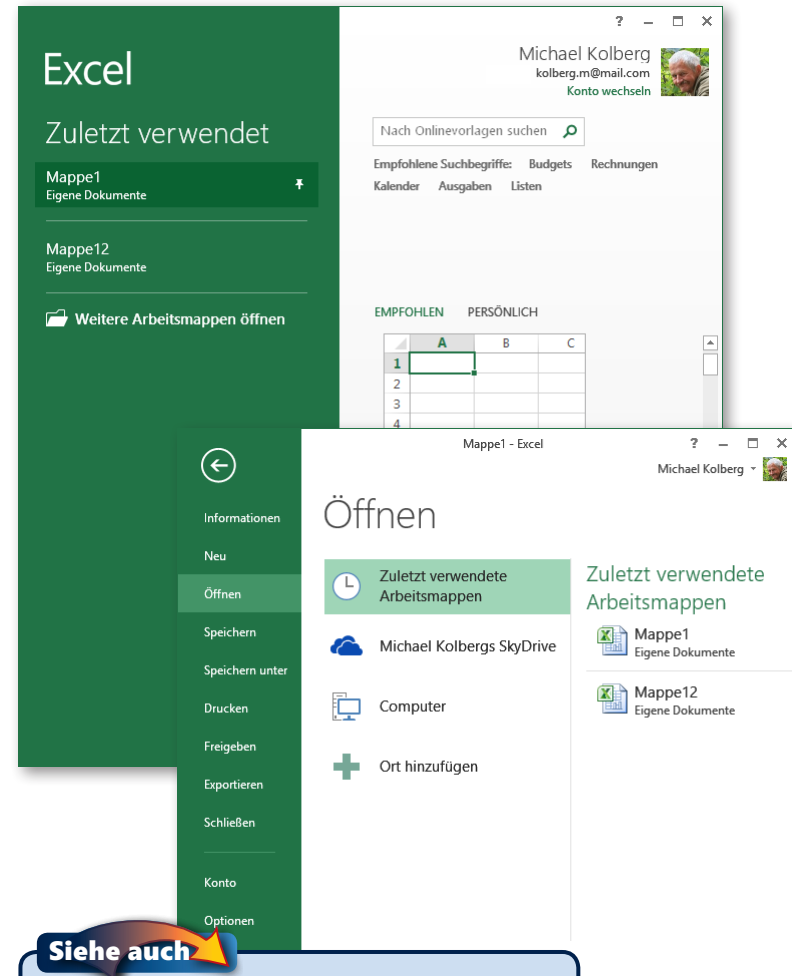 ?
Michael Kolberg
kolberg.m@mail.com
Konto wechseln
Excel
Zuletzt verwendet
Mappe1
Eigene Dokumente
Mappe12
Eigene Dokumente
Weitere Arbeitsmappen öffnen
Nach Onlinevorlagen suchen
Empfohlene Suchbegriffe: Budgets Rechnungen
Kalender Ausgaben Listen
EMPFOHLEN PERSÖNLICH
A B C
1
2
3
4
Mappe1 - Excel ?
Michael Kolberg
Informationen
Neu
Öffnen
Speichern
Speichern unter
Drucken
Freigeben
Exportieren
Schließen
Konto
Optionen
Öffnen
Zuletzt verwendete
Arbeitsmappen
Michael Kolbergs SkyDrive
Computer
Ort hinzufügen
Zuletzt verwendete
Arbeitsmappen
Mappe1
Eigene Dokumente
Mappe12
Eigene Dokumente
Siehe auch